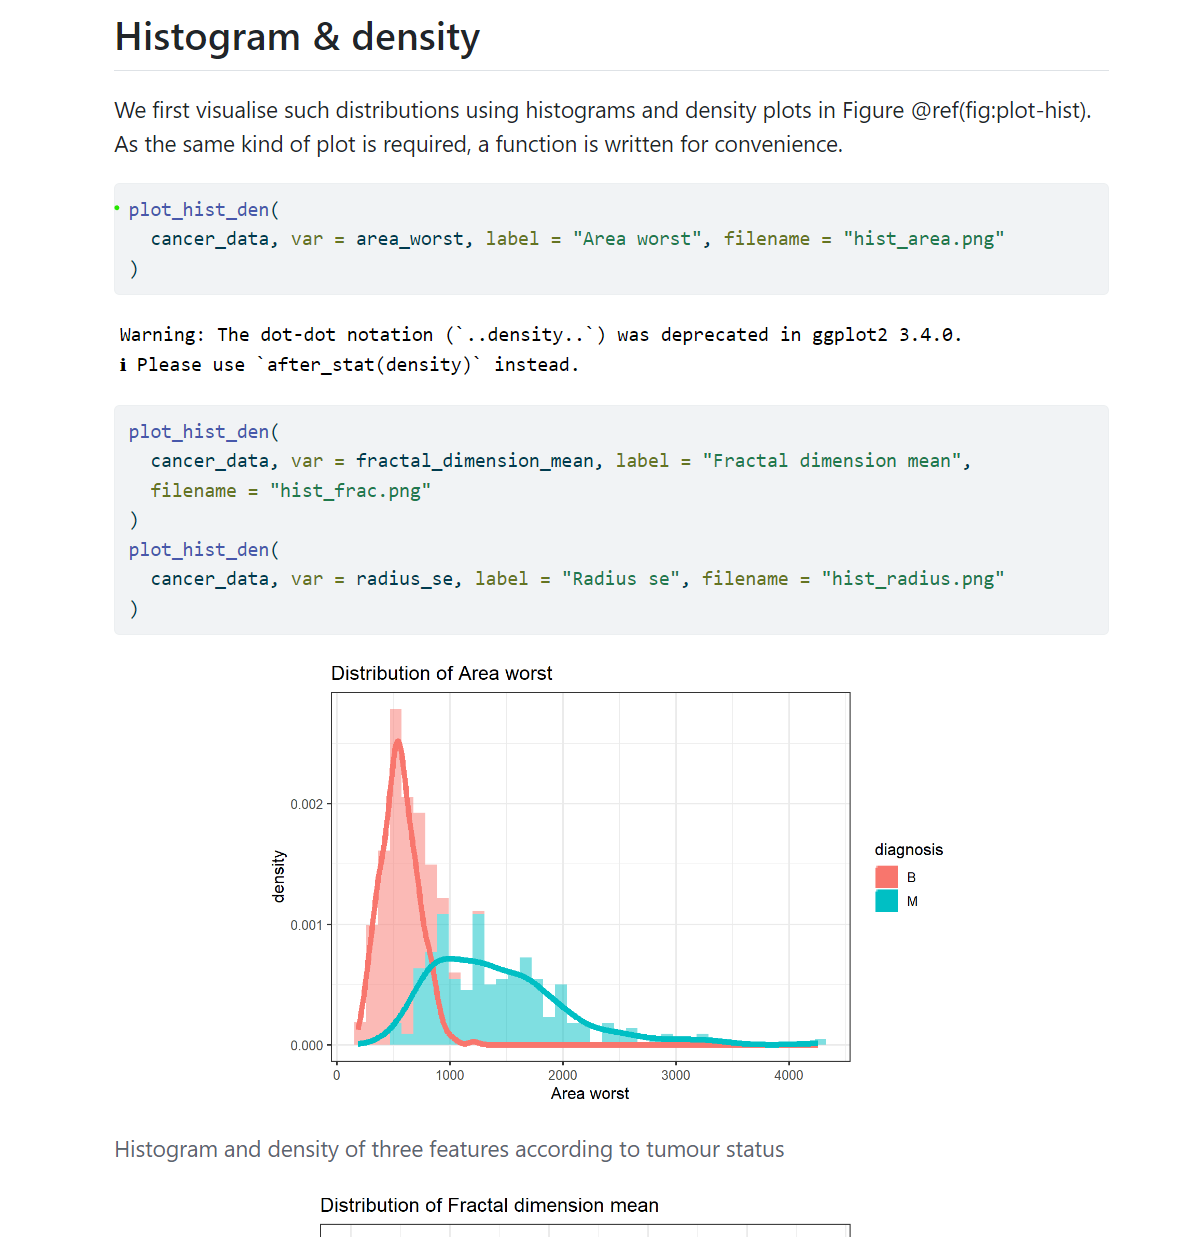 Histogram & density
We first visualise such distributions using histograms and density plots in Figure @ref(fig:plot-hist).
As the same kind of plot is required, a function is written for convenience.
plot_hist_den(
  cancer_data, var = area_worst, label = "Area worst", filename = "hist_area.png"
)
Warning: The dot-dot notation (`..density..`) was deprecated in ggplot2 3.4.0.
ℹ Please use `after_stat(density)` instead.
plot_hist_den(
  cancer_data, var = fractal_dimension_mean, label = "Fractal dimension mean",
  filename = "hist_frac.png"
)
plot_hist_den(
  cancer_data, var = radius_se, label = "Radius se", filename = "hist_radius.png"
)
Distribution of Area worst
0.002
0.001
0.000
density
0 1000 2000 3000 4000
Area worst
diagnosis
B
M
Histogram and density of three features according to tumour status
Distribution of Fractal dimension mean